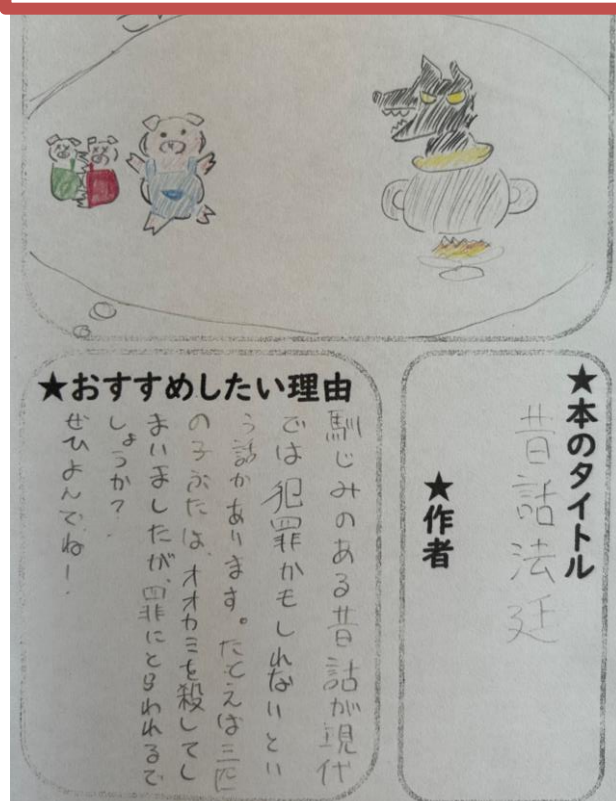 ★本のタイトル
昔話法廷
★作者
★おすすめしたい理由
馴じみのある昔話が現代
では犯罪かもしれないとい
う話があります。たとえば三匹
の子ぶたは、オオカミを殺してし
まいましたが、罪にとらわれるで
しょうか？
ぜひよんでね！